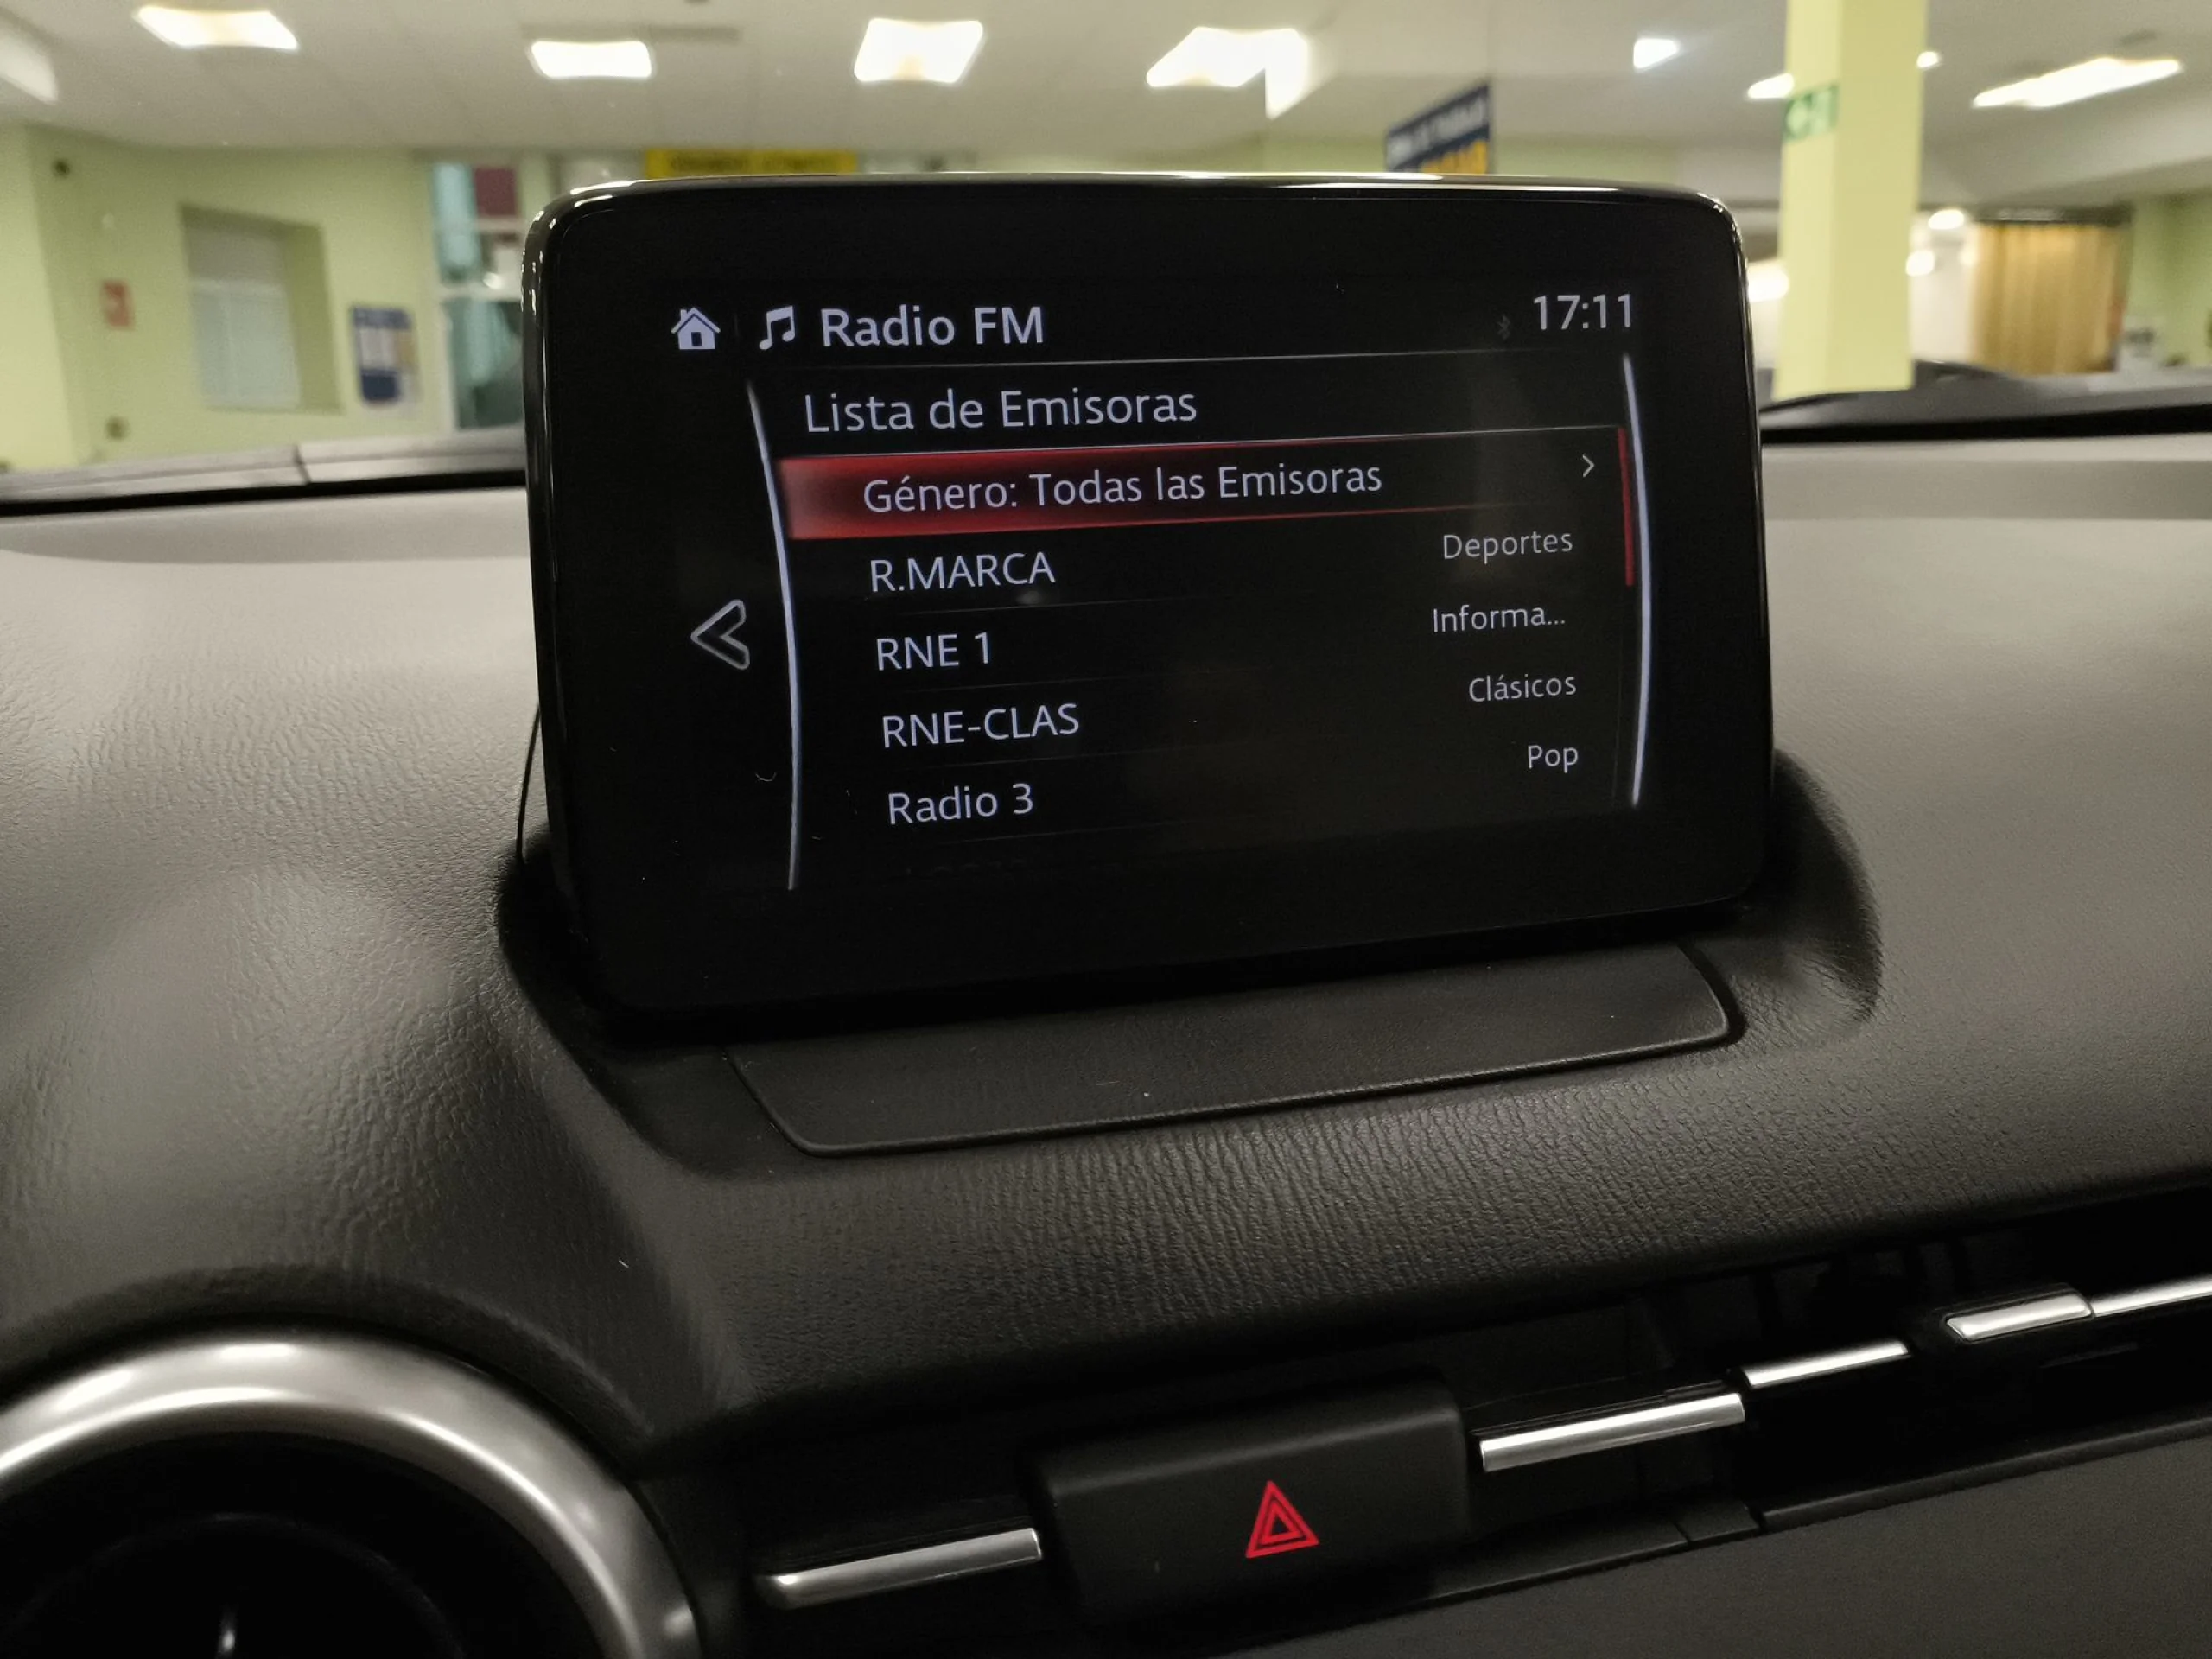 Radio FM 17:11
Lista de Emisoras
Género: Todas las Emisoras
R.MARCA Deportes
RNE 1 Informa...
RNE-CLAS Clásicos
Radio 3 Pop